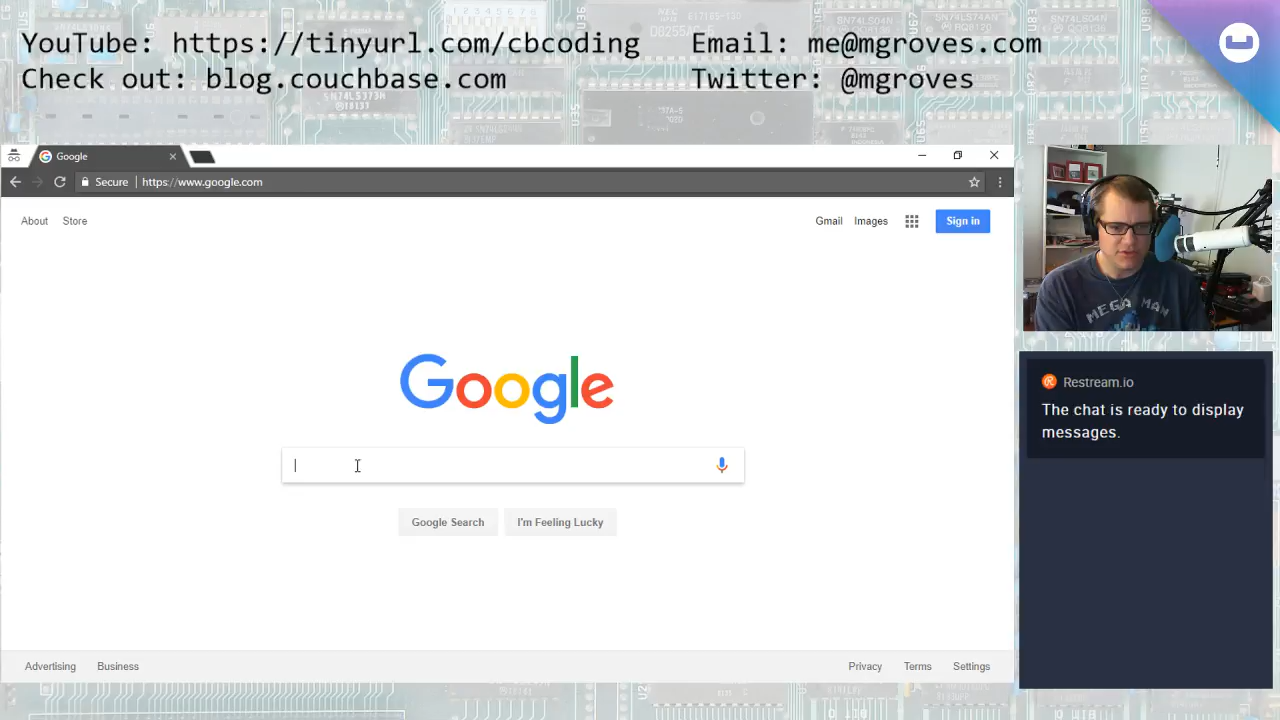 YouTube: https://tinyurl.com/cbcoding Email: me@mgroves.com
Check out: blog.couchbase.com Twitter: @mgroves
Google
Secure https://www.google.com
About Store Gmail Images Sign in
Google
Google Search I'm Feeling Lucky
Advertising Business Privacy Terms Settings
MEGA MAN
Restream.io
The chat is ready to display
messages.